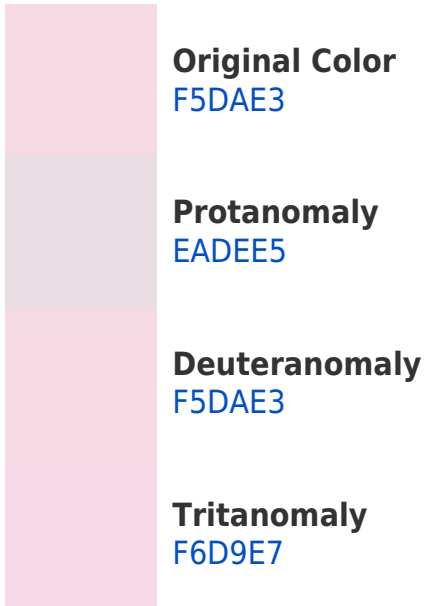 Original Color
F5DAE3
Protanomaly
EADEE5
Deuteranomaly
F5DAE3
Tritanomaly
F6D9E7